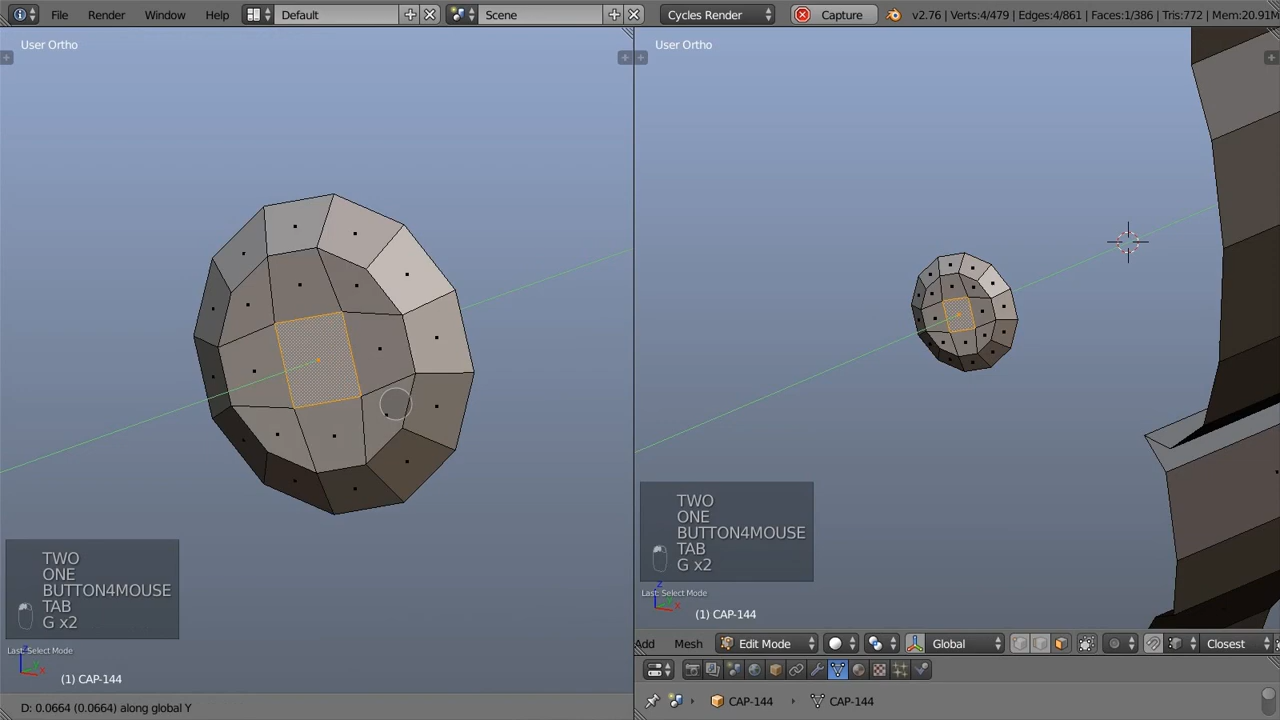 File Render Window Help Default Scene Cycles Render Capture v2.76 | Verts:4/479 | Edges:4/861 | Faces:1/386 | Tris:772 | Mem:20.91M
User Ortho
User Ortho
TWO
ONE
BUTTON4MOUSE
TAB
G x2
Last: Select Mode
(1) CAP-144
D: 0.0664 (0.0664) along global Y
TWO
ONE
BUTTON4MOUSE
TAB
G x2
Last: Select Mode
(1) CAP-144
Add Mesh Edit Mode Global Closest
CAP-144 CAP-144
z
x
z
x